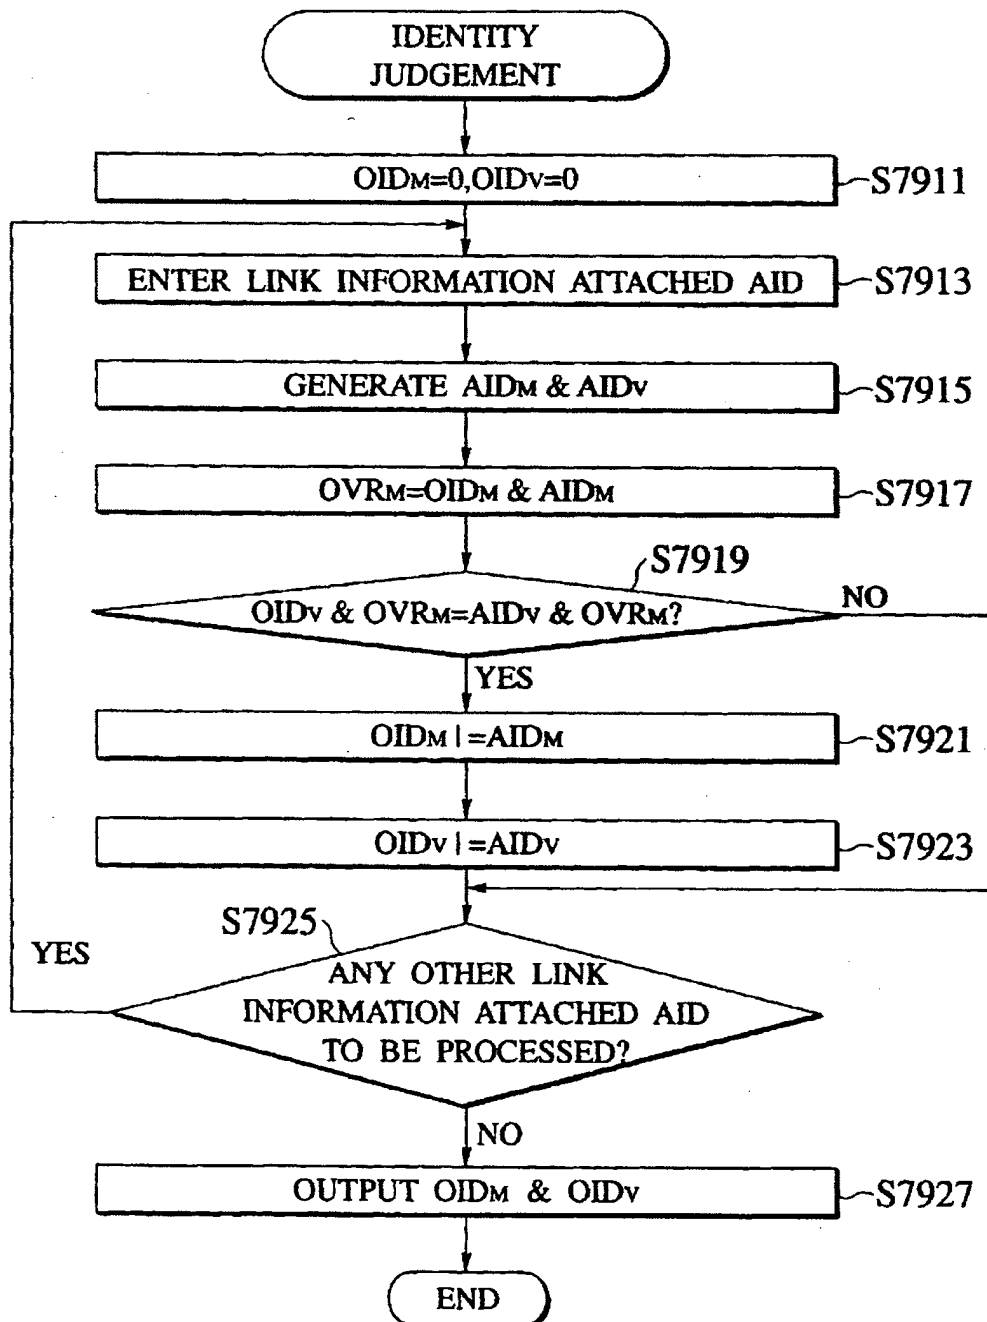 IDENTITY
JUDGEMENT
OIDM=0,OIDV=0
S7911
ENTER LINK INFORMATION ATTACHED AID
S7913
GENERATE AIDM & AIDV
S7915
OVRM=OIDM & AIDM
S7917
S7919
OIDV & OVRM=AIDV & OVRM?
NO
YES
OIDM |=AIDM
S7921
OIDV |=AIDV
S7923
S7925
YES
ANY OTHER LINK
INFORMATION ATTACHED AID
TO BE PROCESSED?
NO
OUTPUT OIDM & OIDV
S7927
END